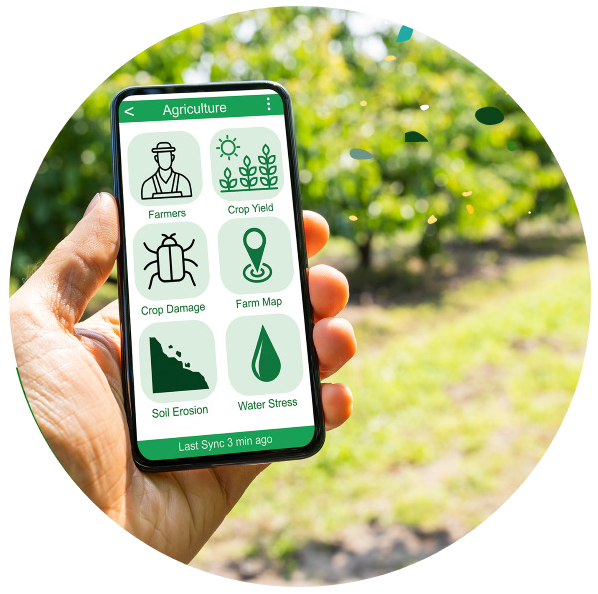 < Agriculture
Farmers
Crop Yield
Crop Damage
Farm Map
Soil Erosion
Water Stress
Last Sync 3 min ago